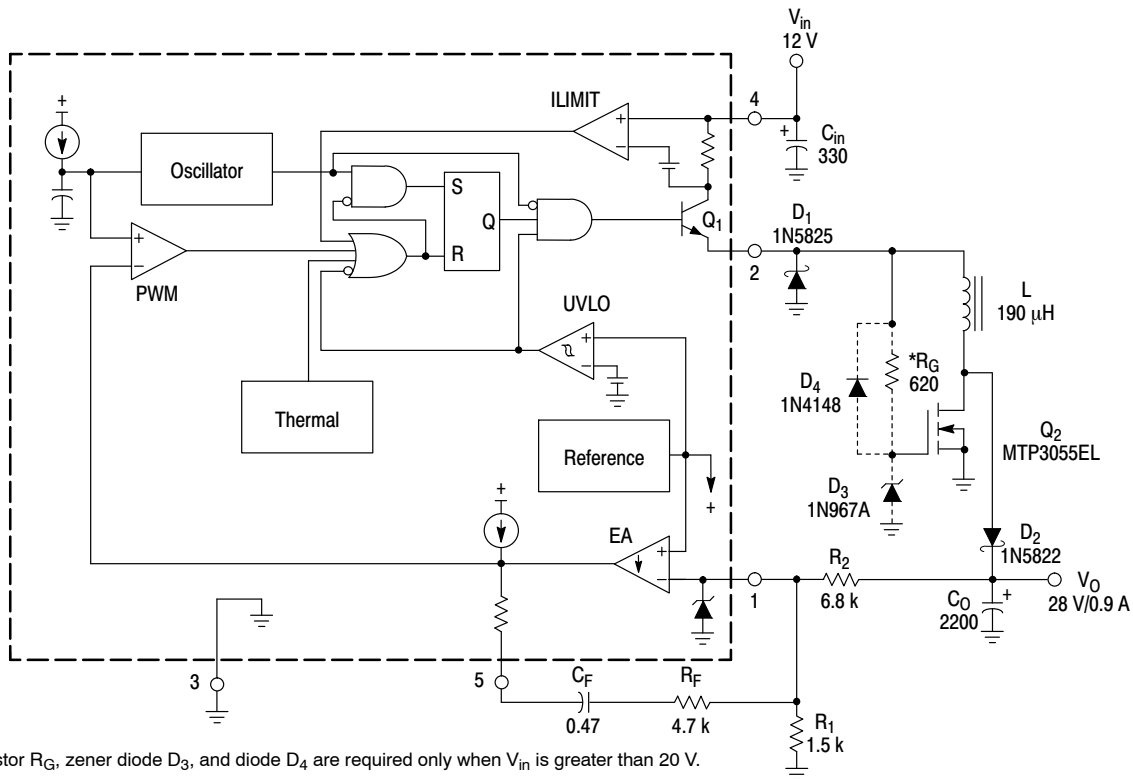 V_in
12 V
4
ILIMIT
+
−
+
C_in
330
+
Oscillator
S
Q
R
Q_1
D_1
1N5825
2
+
−
PWM
L
190 μH
UVLO
+
−
D_4
1N4148
*R_G
620
Thermal
Q_2
MTP3055EL
Reference
+
D_3
1N967A
+
EA
+
−
1
R_2
6.8 k
D_2
1N5822
V_O
28 V/0.9 A
C_O
2200
+
3
5
C_F
0.47
R_F
4.7 k
R_1
1.5 k
stor R_G, zener diode D_3, and diode D_4 are required only when V_in is greater than 20 V.